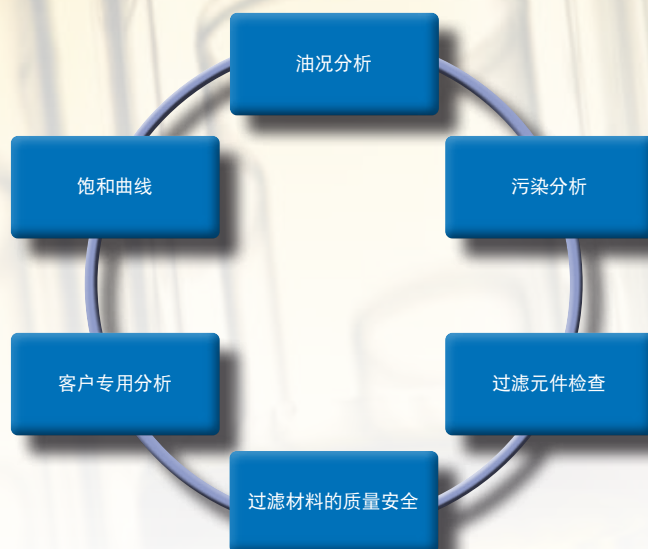 油况分析
饱和曲线
污染分析
客户专用分析
过滤元件检查
过滤材料的质量安全